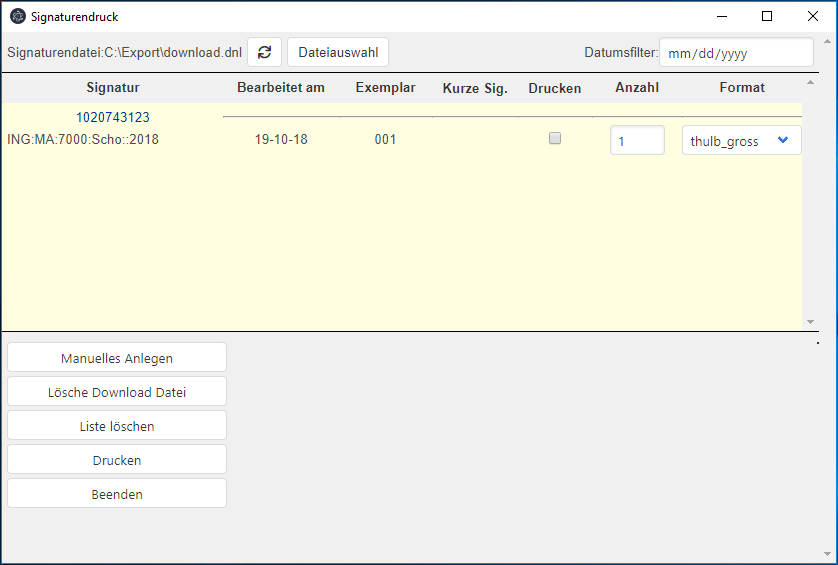 Signaturendruck
Signaturendatei:C:\Export\download.dnl Dateiauswahl Datumsfilter: mm/dd/yyyy
Signatur Bearbeitet am Exemplar Kurze Sig. Drucken Anzahl Format
1020743123
ING:MA:7000:Scho::2018 19-10-18 001 1 thulb_gross
Manuelles Anlegen
Lösche Download Datei
Liste löschen
Drucken
Beenden